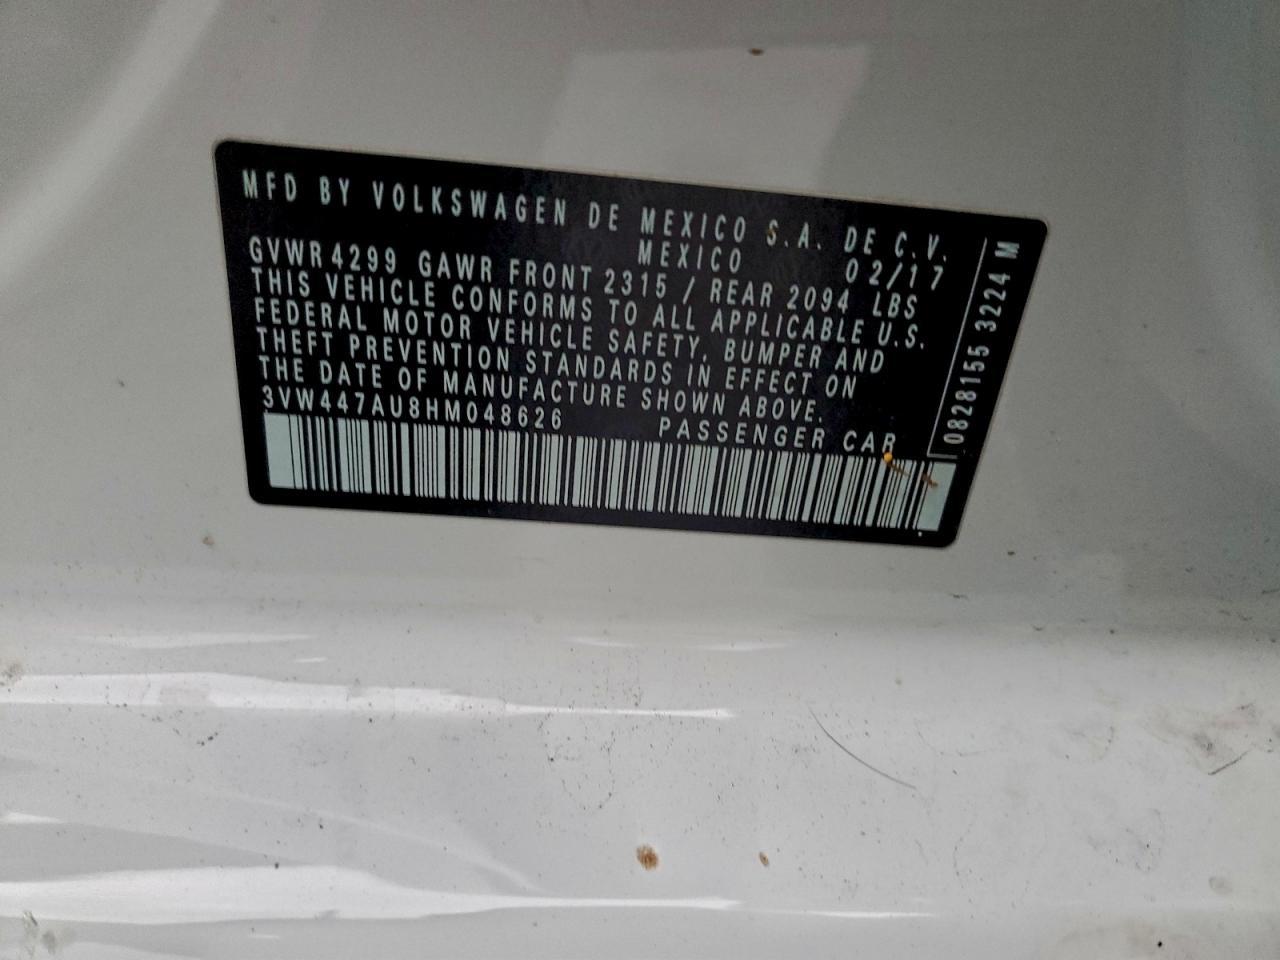 MFD BY VOLKSWAGEN DE MEXICO S.A. DE C.V.
MEXICO 02/17
GVWR 4299 GAWR FRONT 2315 / REAR 2094 LBS
THIS VEHICLE CONFORMS TO ALL APPLICABLE U.S.
FEDERAL MOTOR VEHICLE SAFETY, BUMPER AND
THEFT PREVENTION STANDARDS IN EFFECT ON
THE DATE OF MANUFACTURE SHOWN ABOVE.
3VW447AU8HM048626 PASSENGER CAR
0828155 3224 M